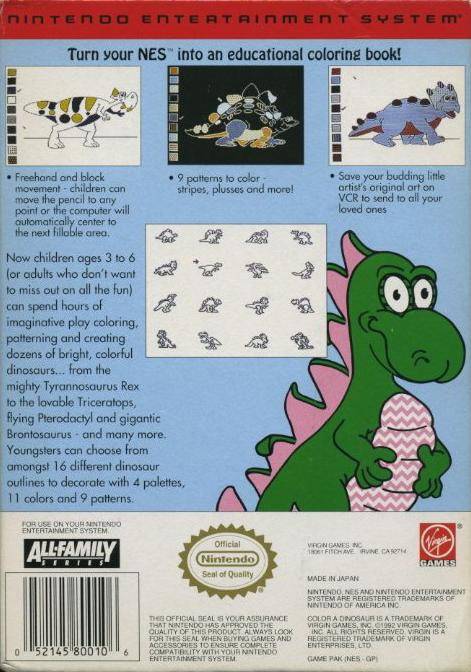 NINTENDO ENTERTAINMENT SYSTEM®
Turn your NES™ into an educational coloring book!
• Freehand and block
movement - children can
move the pencil to any
point or the computer will
automatically center to
the next fillable area.
• 9 patterns to color -
stripes, plusses and more!
• Save your budding little
artist's original art on
VCR to send to all your
loved ones
Now children ages 3 to 6
(or adults who don't want
to miss out on all the fun)
can spend hours of
imaginative play coloring,
patterning and creating
dozens of bright, colorful
dinosaurs... from the
mighty Tyrannosaurus Rex
to the lovable Triceratops,
flying Pterodactyl and gigantic
Brontosaurus - and many more.
Youngsters can choose from
amongst 16 different dinosaur
outlines to decorate with 4 palettes,
11 colors and 9 patterns.
FOR USE ON YOUR NINTENDO
ENTERTAINMENT SYSTEM.
ALL-FAMILY
SERIES
0 52145 80010 6
Official
Nintendo
Seal of Quality
THIS OFFICIAL SEAL IS YOUR ASSURANCE
THAT NINTENDO HAS APPROVED THE
QUALITY OF THIS PRODUCT. ALWAYS LOOK
FOR THIS SEAL WHEN BUYING GAMES AND
ACCESSORIES TO ENSURE COMPLETE
COMPATIBILITY WITH YOUR NINTENDO
ENTERTAINMENT SYSTEM.
VIRGIN GAMES, INC.
18061 FITCH AVE. IRVINE, CA 92714
Virgin
GAMES
MADE IN JAPAN
NINTENDO, NES AND NINTENDO ENTERTAINMENT
SYSTEM ARE REGISTERED TRADEMARKS OF
NINTENDO OF AMERICA INC.
COLOR A DINOSAUR IS A TRADEMARK OF
VIRGIN GAMES, INC. ©1992 VIRGIN GAMES,
INC. ALL RIGHTS RESERVED. VIRGIN IS A
REGISTERED TRADEMARK OF VIRGIN
ENTERPRISES, LTD.
GAME PAK (NES - GP)